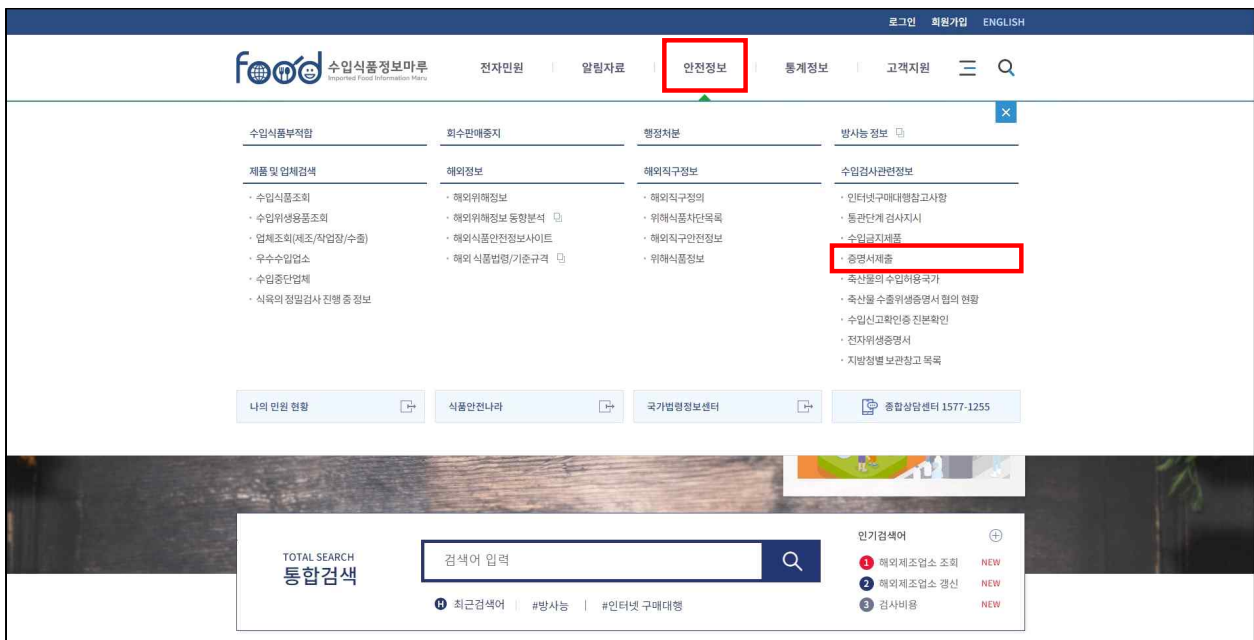 로그인 회원가입 ENGLISH
food 수입식품정보마루
Imported Food Information Maru
전자민원 알림자료 안전정보 통계정보 고객지원
수입식품부적합 회수판매중지 행정처분 방사능 정보
제품 및 업체검색 해외정보 해외직구정보 수입검사관련정보
· 수입식품조회 · 해외위해정보 · 해외직구정의 · 인터넷구매대행참고사항
· 수입위생용품조회 · 해외위해정보 동향분석 · 위해식품차단목록 · 통관단계 검사지시
· 업체조회(제조/작업장/수출) · 해외식품안전정보사이트 · 해외직구안전정보 · 수입금지제품
· 우수수입업소 · 해외 식품법령/기준규격 · 위해식품정보 · 증명서제출
· 수입중단업체 · 축산물의 수입허용국가
· 식육의 정밀검사 진행 중 정보 · 축산물 수출위생증명서 협의 현황
· 수입신고확인증 진본확인
· 전자위생증명서
· 지방청별 보관창고 목록
나의 민원 현황 식품안전나라 국가법령정보센터 종합상담센터 1577-1255
TOTAL SEARCH
통합검색
검색어 입력
H 최근검색어 #방사능 | #인터넷 구매대행
인기검색어
1 해외제조업소 조회 NEW
2 해외제조업소 갱신 NEW
3 검사비용 NEW